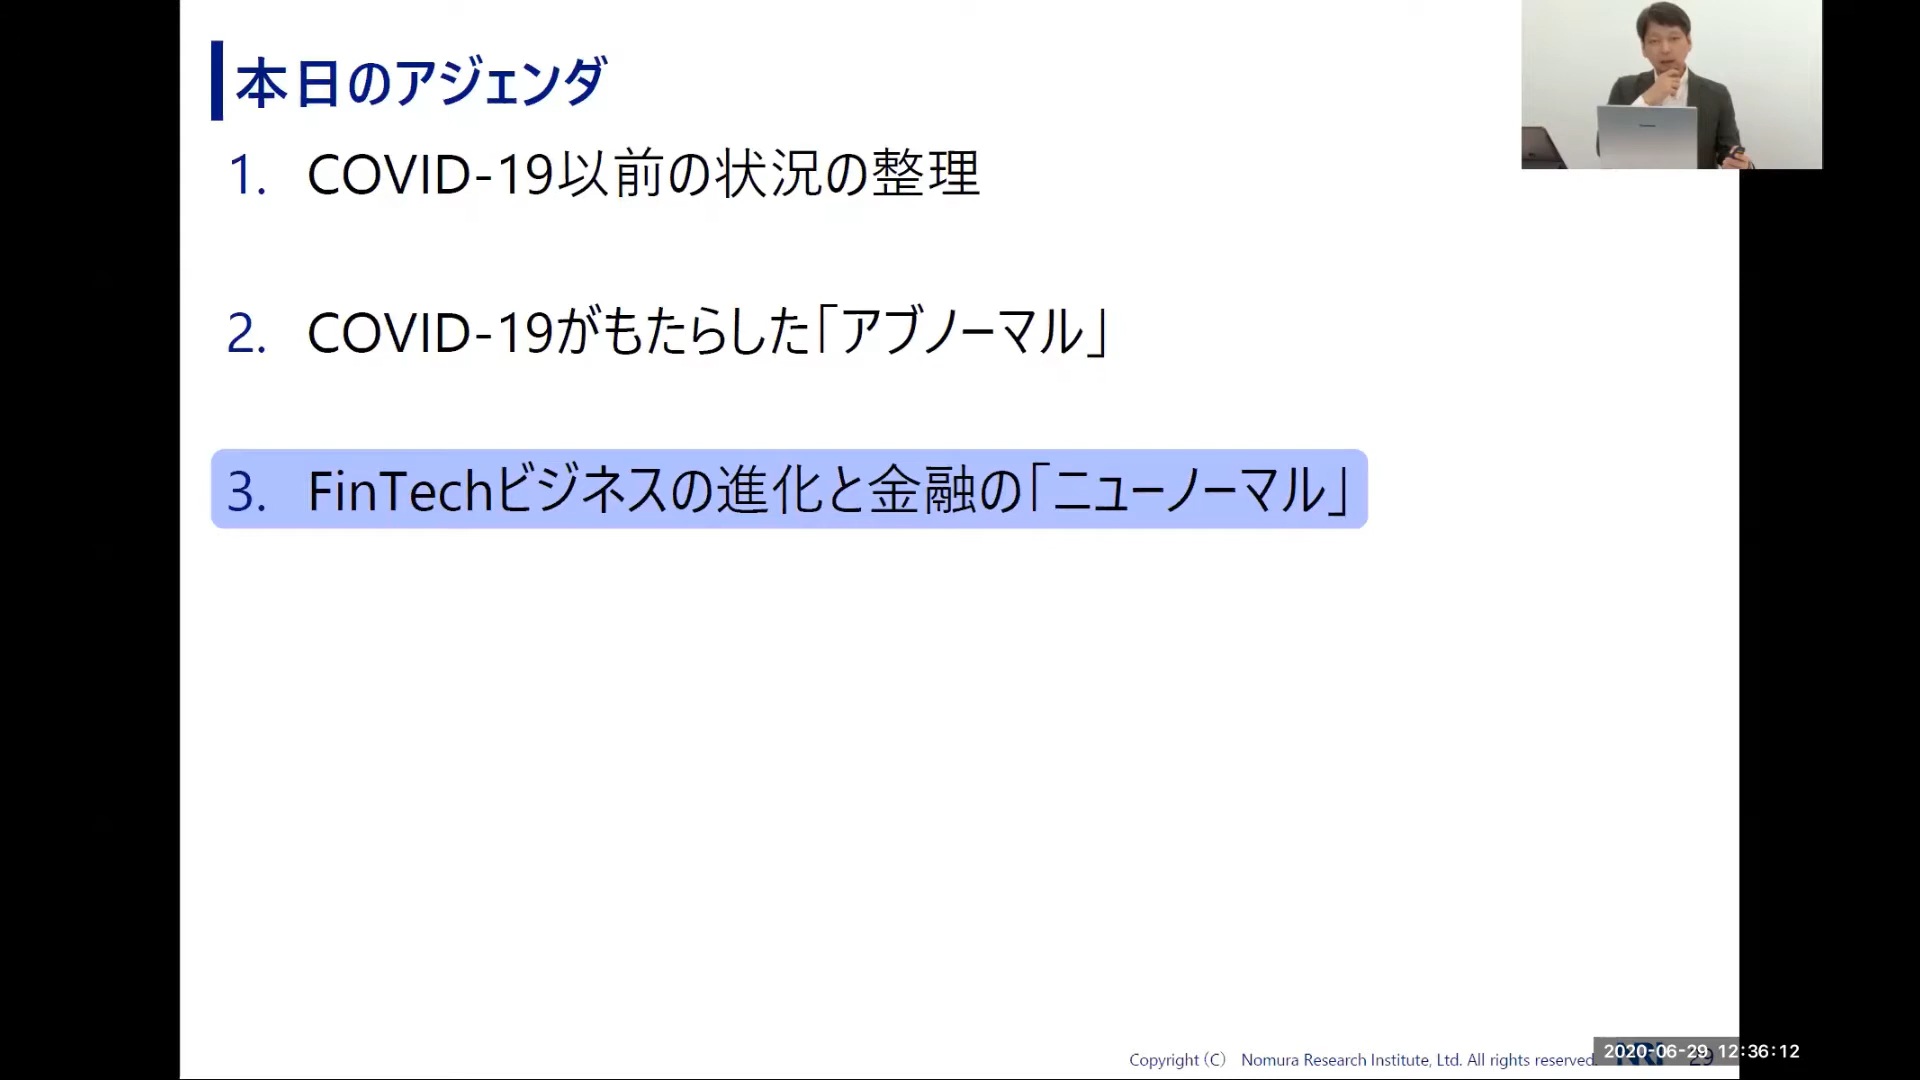 本日のアジェンダ
1. COVID-19以前の状況の整理
2. COVID-19がもたらした「アブノーマル」
3. FinTechビジネスの進化と金融の「ニューノーマル」
Copyright（C） Nomura Research Institute, Ltd. All rights reserved.
NRI 29
2020-06-29 12:36:12